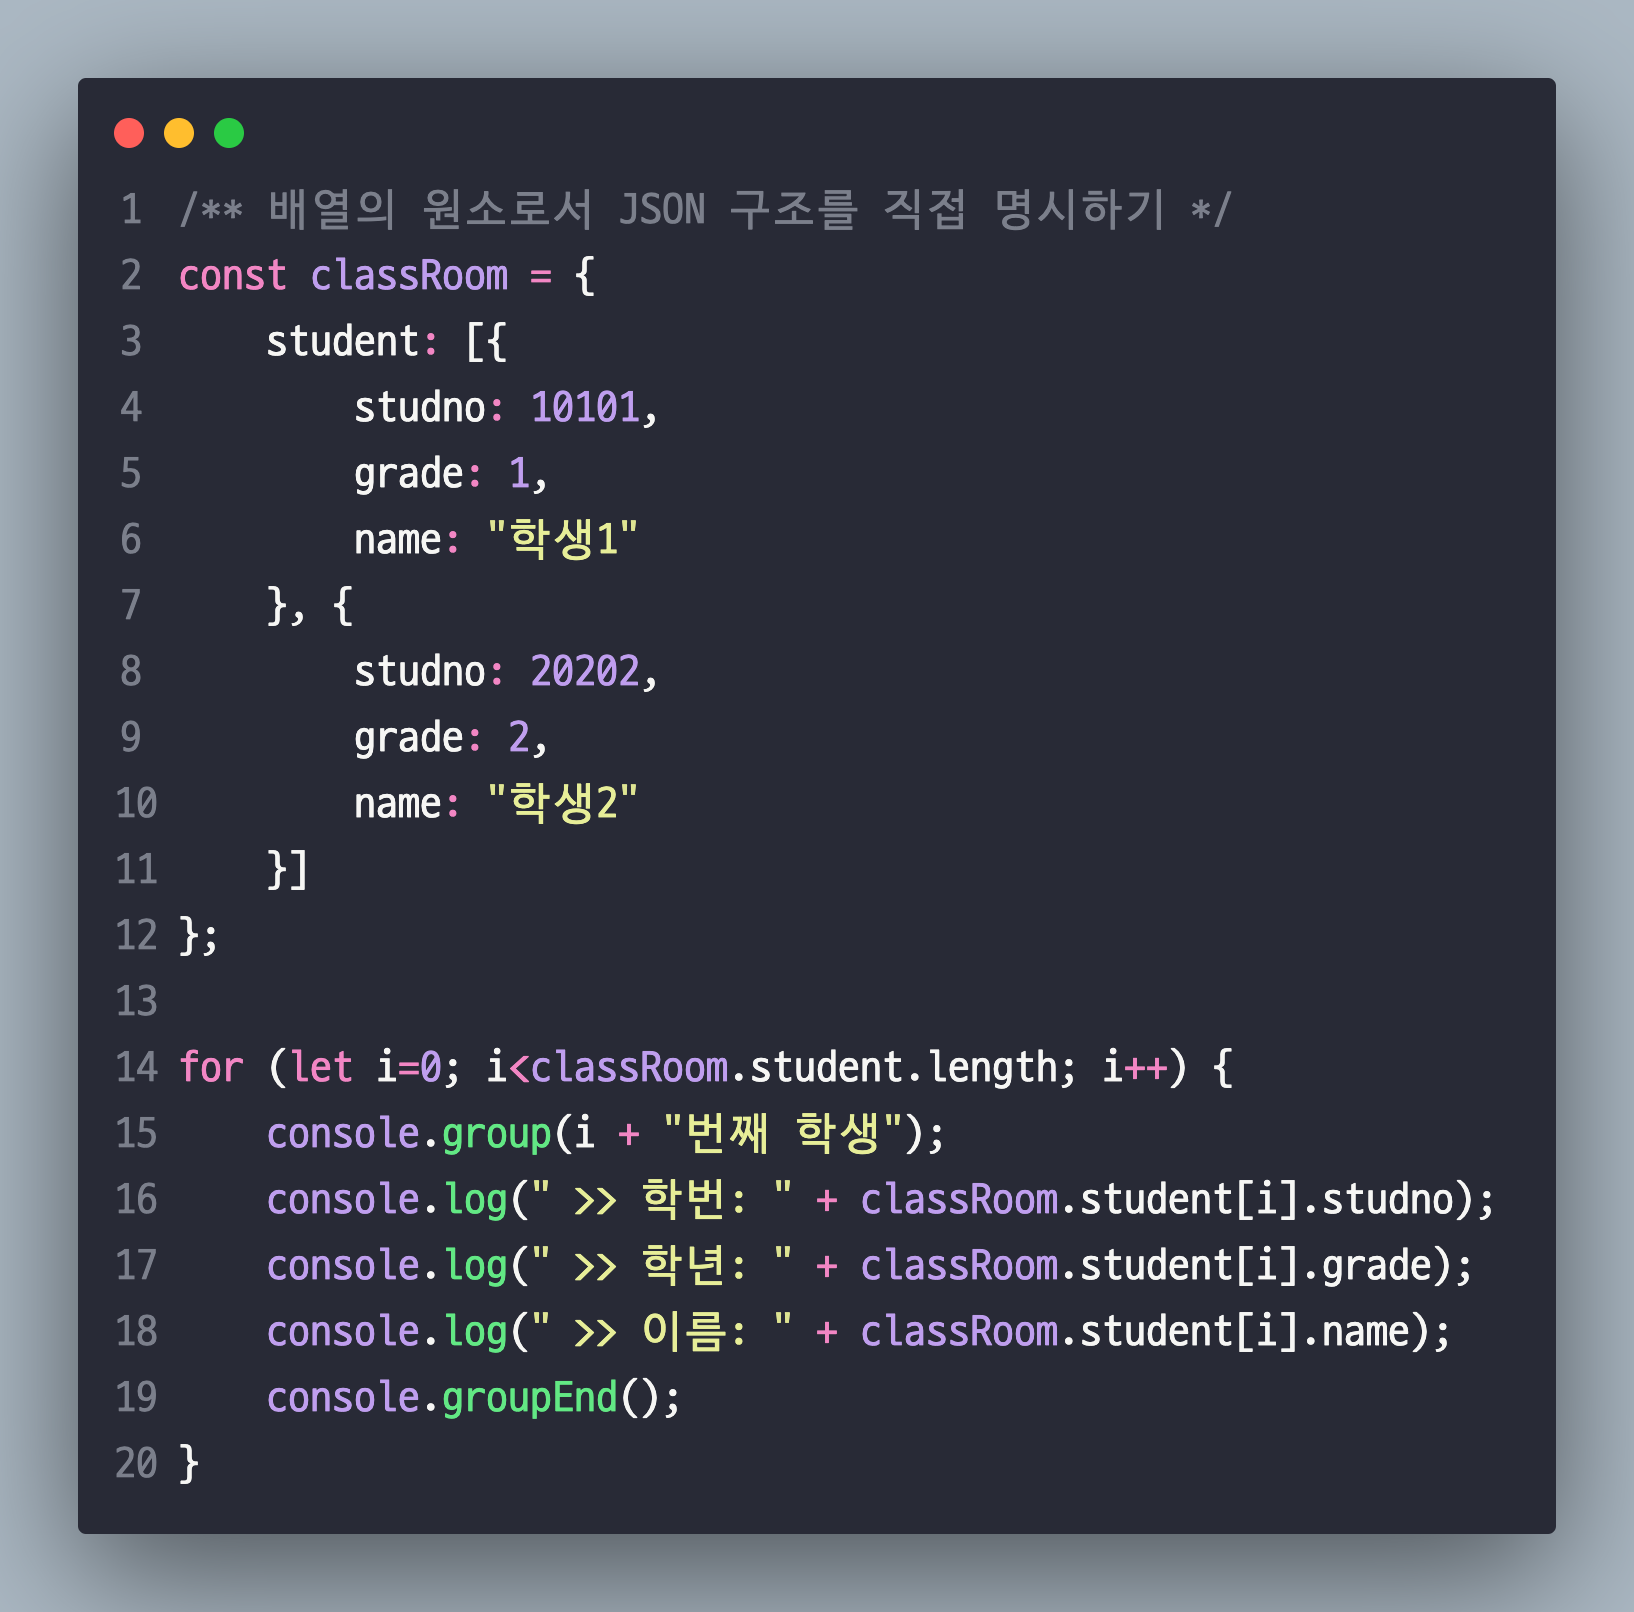 1 /** 배열의 원소로서 JSON 구조를 직접 명시하기 */
2 const classRoom = {
3     student: [{
4         studno: 10101,
5         grade: 1,
6         name: "학생1"
7     }, {
8         studno: 20202,
9         grade: 2,
10         name: "학생2"
11     }]
12 };
13
14 for (let i=0; i<classRoom.student.length; i++) {
15     console.group(i + "번째 학생");
16     console.log(" >> 학번: " + classRoom.student[i].studno);
17     console.log(" >> 학년: " + classRoom.student[i].grade);
18     console.log(" >> 이름: " + classRoom.student[i].name);
19     console.groupEnd();
20 }